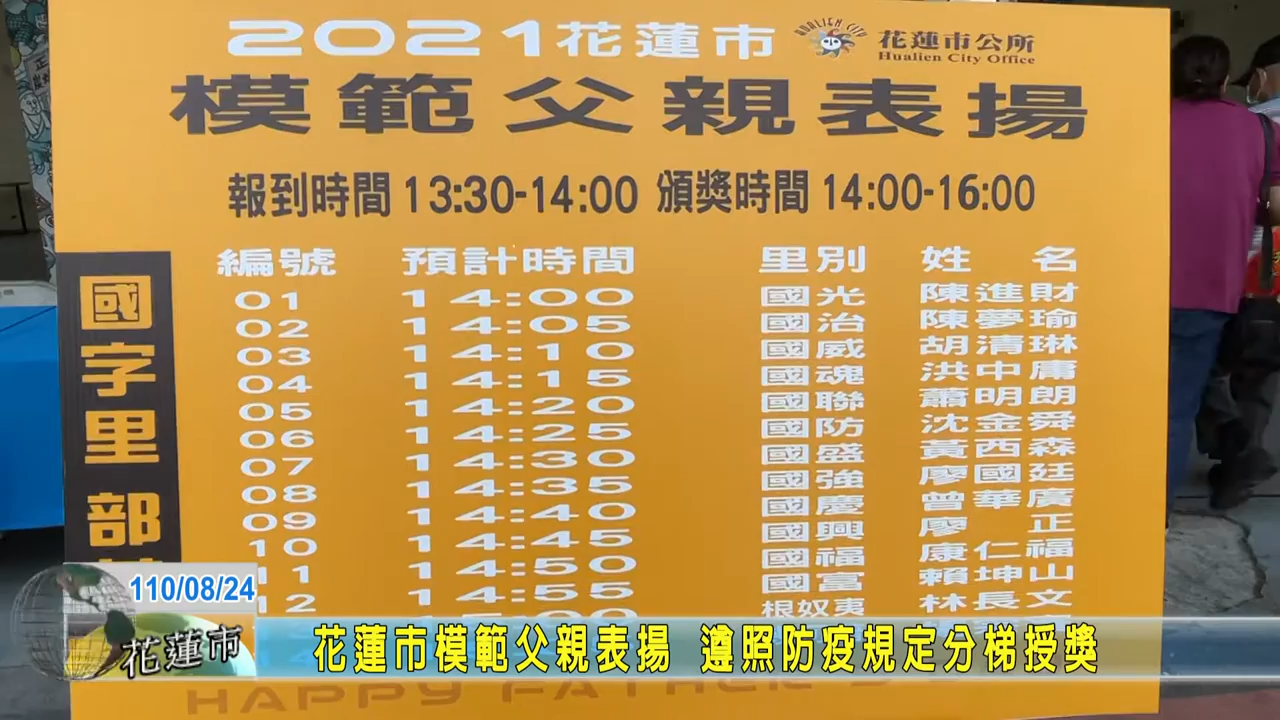 2021花蓮市
HUALIEN CITY
花蓮市公所
Hualien City Office
模範父親表揚
報到時間 13:30-14:00 頒獎時間 14:00-16:00
國字里部
編號 預計時間 里別 姓名
01 14:00 國光 陳進財
02 14:05 國治 陳夢瑜
03 14:10 國威 胡清琳
04 14:15 國魂 洪中庸
05 14:20 國聯 蕭明朗
06 14:25 國防 沈金舜
07 14:30 國盛 黃西森
08 14:35 國強 廖國廷
09 14:40 國慶 曾華廣
10 14:45 國興 廖正
11 14:50 國福 康仁福
12 14:55 國富 賴坤山
根奴夷 林長文
110/08/24
花蓮市
花蓮市模範父親表揚 遵照防疫規定分梯授獎
HAPPY FATHER'S